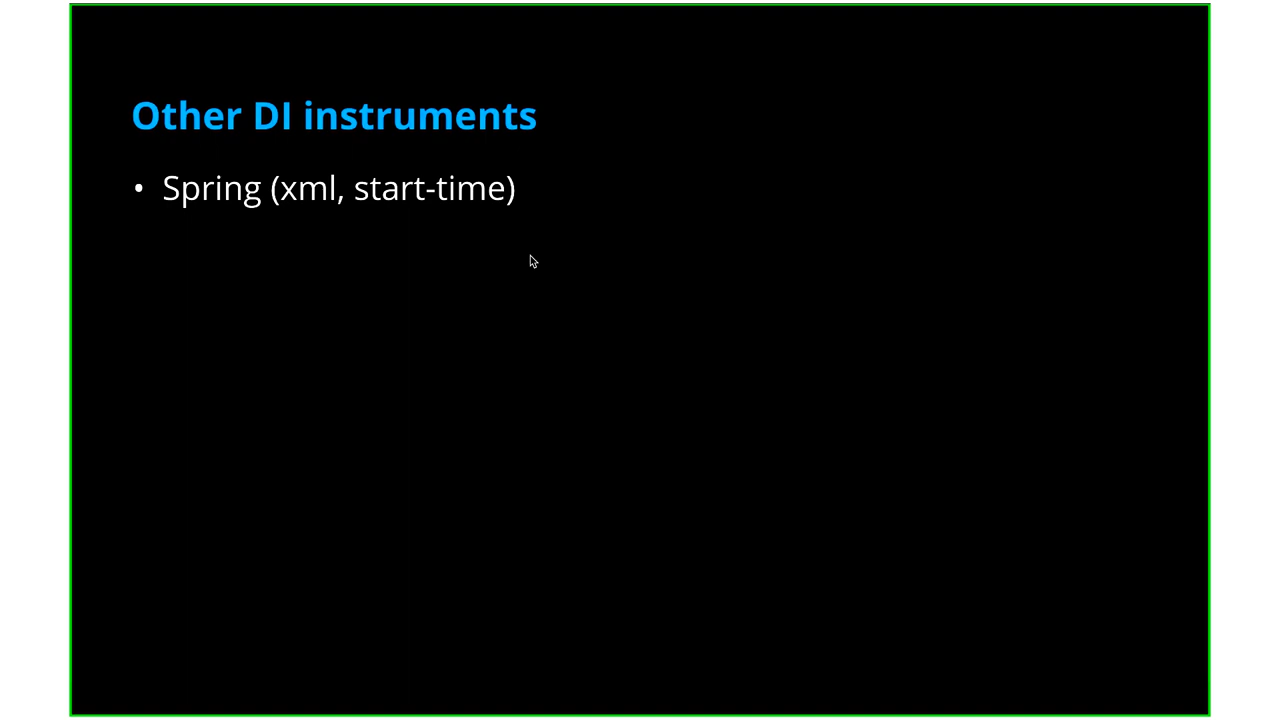 Other DI instruments
• Spring (xml, start-time)